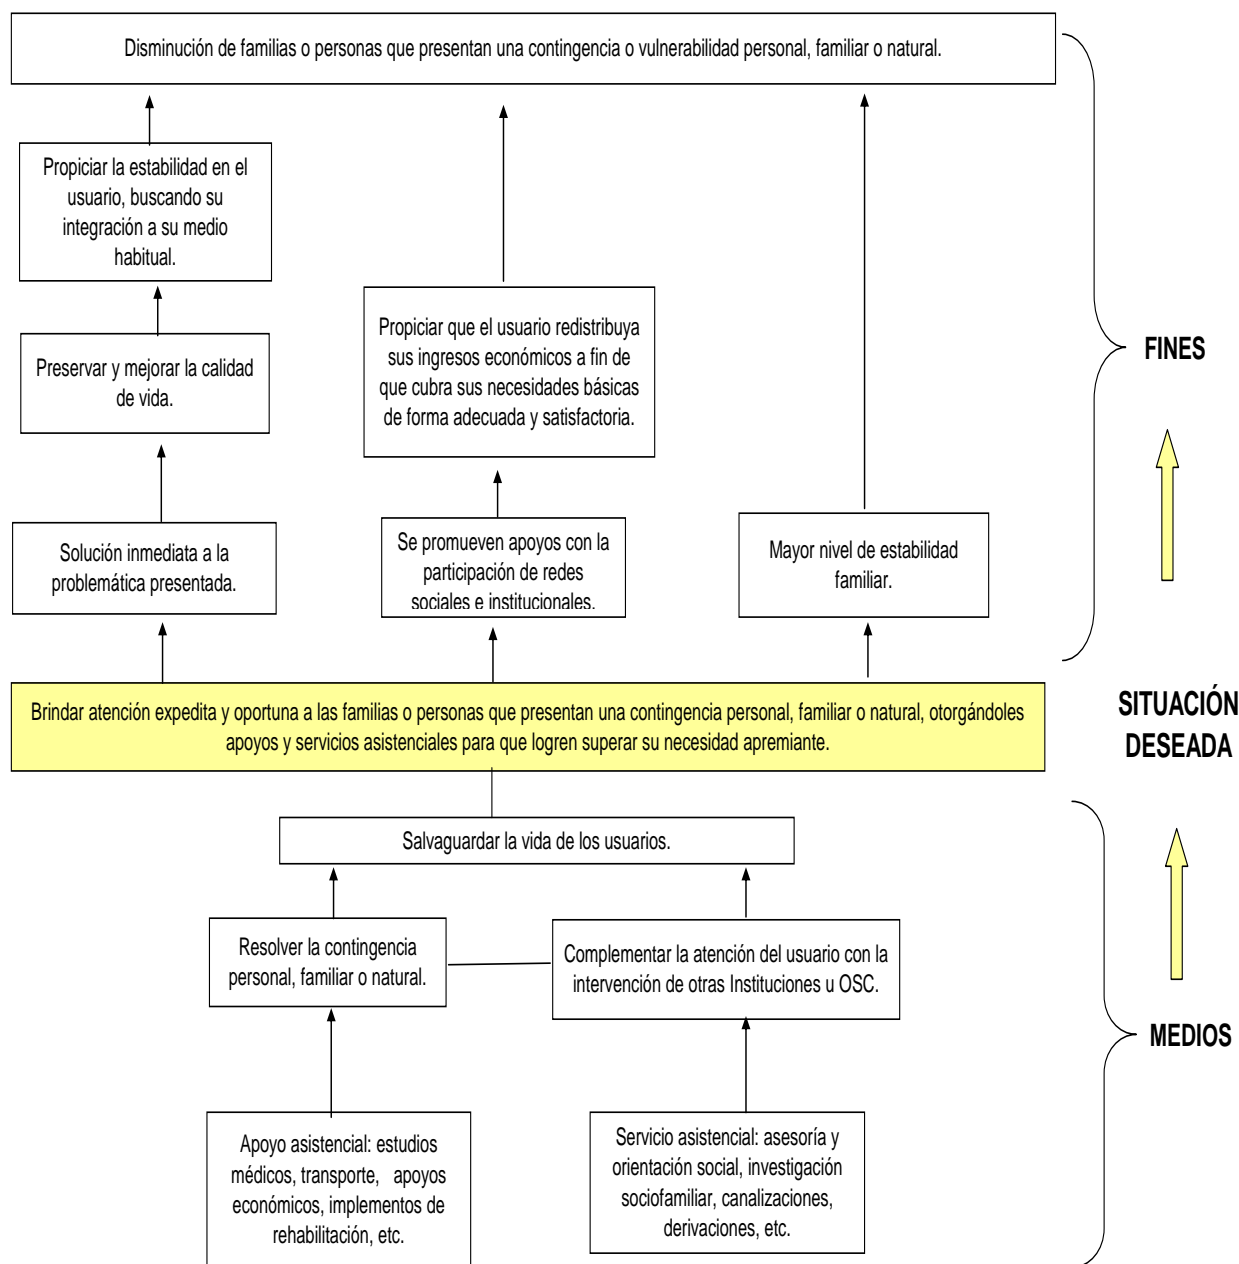 Disminución de familias o personas que presentan una contingencia o vulnerabilidad personal, familiar o natural.
Propiciar la estabilidad en el
usuario, buscando su
integración a su medio
habitual.
Propiciar que el usuario redistribuya
sus ingresos económicos a fin de
que cubra sus necesidades básicas
de forma adecuada y satisfactoria.
FINES
Preservar y mejorar la calidad
de vida.
Solución inmediata a la
problemática presentada.
Se promueven apoyos con la
participación de redes
sociales e institucionales.
Mayor nivel de estabilidad
familiar.
Brindar atención expedita y oportuna a las familias o personas que presentan una contingencia personal, familiar o natural, otorgándoles
apoyos y servicios asistenciales para que logren superar su necesidad apremiante.
SITUACIÓN
DESEADA
Salvaguardar la vida de los usuarios.
Resolver la contingencia
personal, familiar o natural.
Complementar la atención del usuario con la
intervención de otras Instituciones u OSC.
MEDIOS
Apoyo asistencial: estudios
médicos, transporte, apoyos
económicos, implementos de
rehabilitación, etc.
Servicio asistencial: asesoría y
orientación social, investigación
sociofamiliar, canalizaciones,
derivaciones, etc.